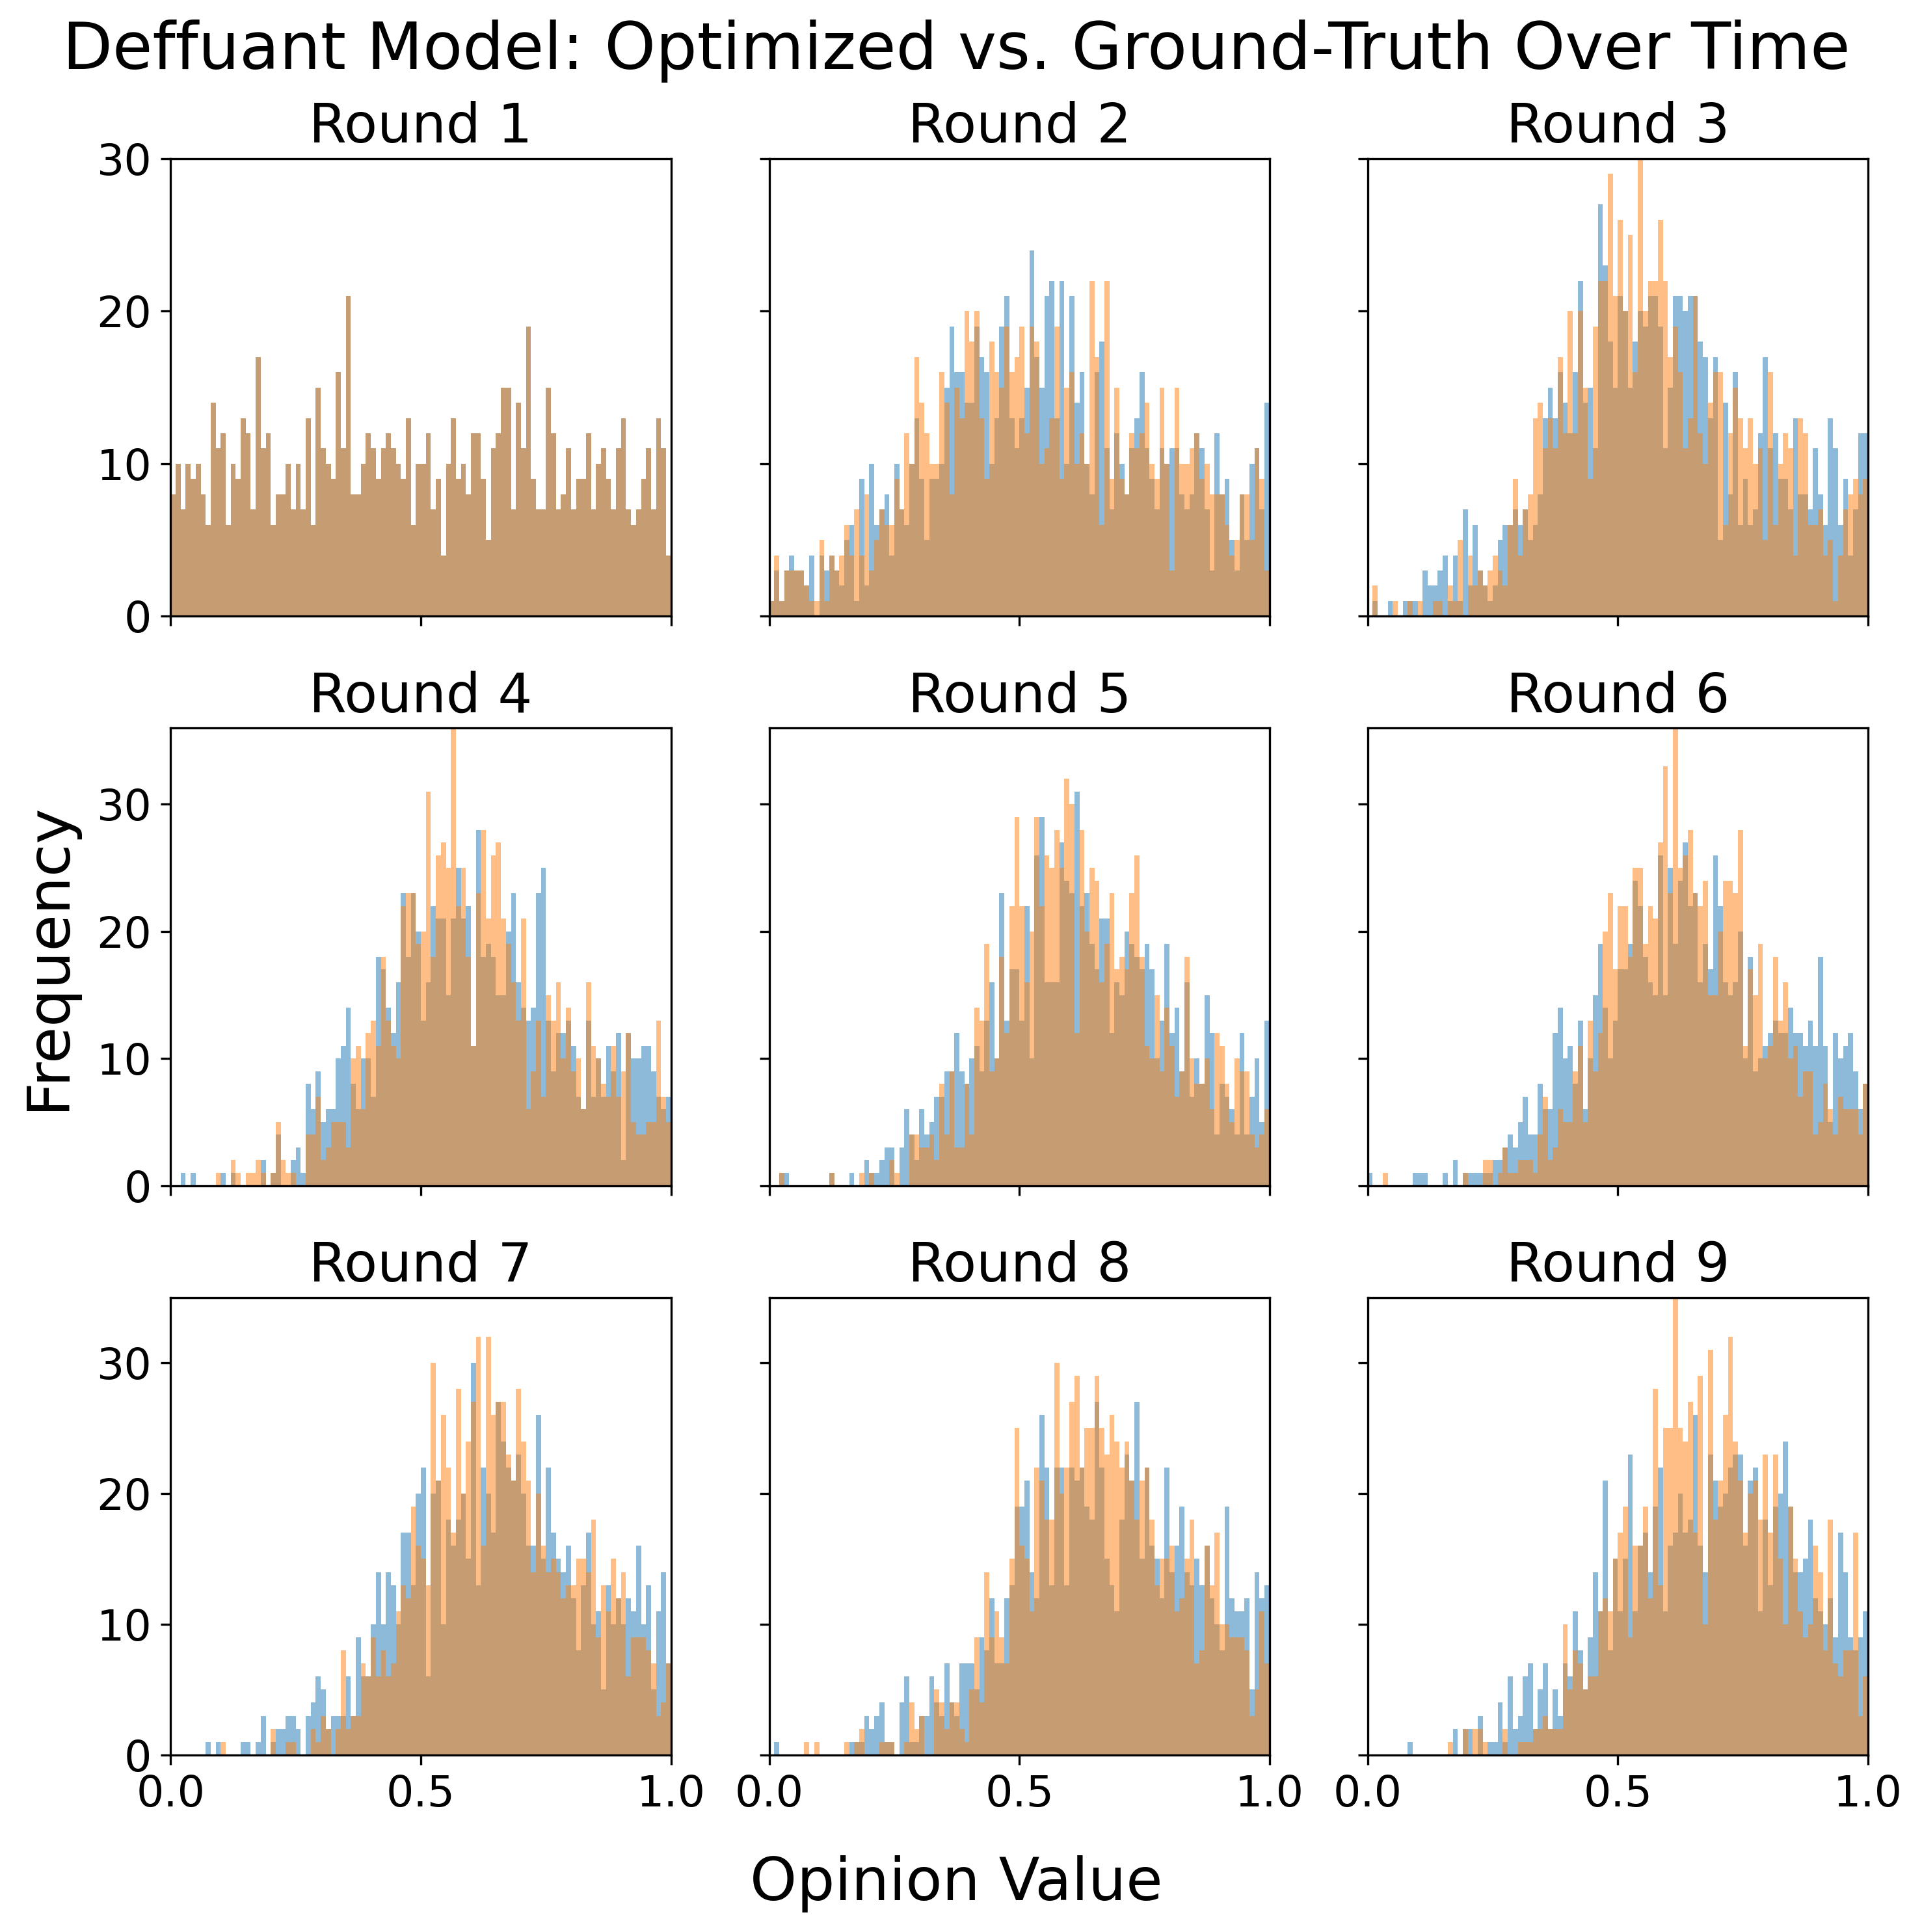 Deffuant Model: Optimized vs. Ground-Truth Over Time
Round 1
Round 2
Round 3
30
20
10
0
Round 4
Round 5
Round 6
30
20
10
0
Frequency
Round 7
Round 8
Round 9
30
20
10
0
0.0 0.5 1.0
0.0 0.5 1.0
0.0 0.5 1.0
Opinion Value